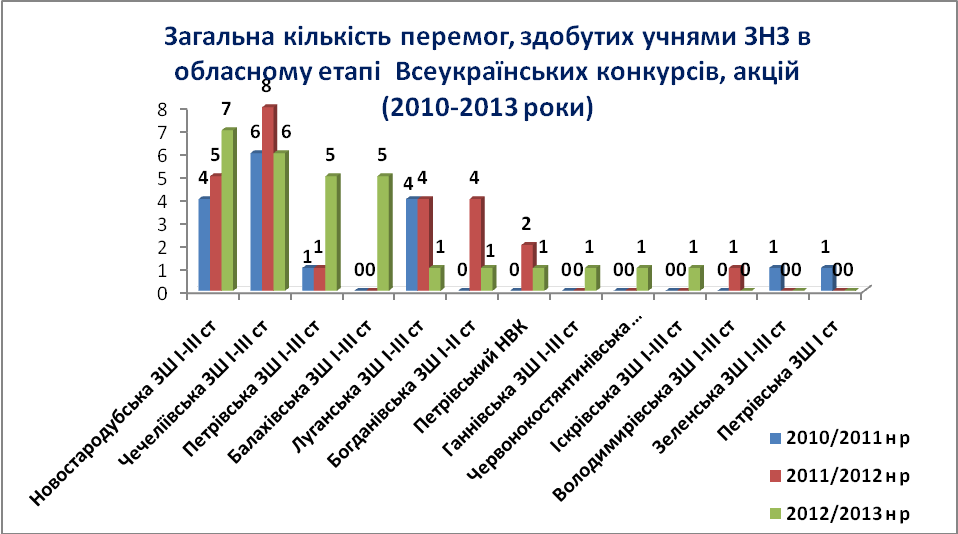 Загальна кількість перемог, здобутих учнями ЗНЗ в
обласному етапі Всеукраїнських конкурсів, акцій
(2010-2013 роки)
8
7
6
5
4
3
2
1
0
4 5 7
6 8 6
1 1 5
0 0 5
4 4 1
0 4 1
0 2 1
0 0 1
0 0 1
0 0 1
0 1 0
1 0 0
1 0 0
Новостародубська ЗШ І-ІІІ ст
Чечеліївська ЗШ І-ІІІ ст
Петрівська ЗШ І-ІІІ ст
Балахівська ЗШ І-ІІІ ст
Луганська ЗШ І-ІІІ ст
Богданівська ЗШ І-ІІ ст
Петрівський НВК
Ганнівська ЗШ І-ІІІ ст
Червонокостянтинівська...
Іскрівська ЗШ І-ІІІ ст
Володимирівська ЗШ І-ІІІ ст
Зеленська ЗШ І-ІІІ ст
Петрівська ЗШ І ст
2010/2011 н р
2011/2012 н р
2012/2013 н р